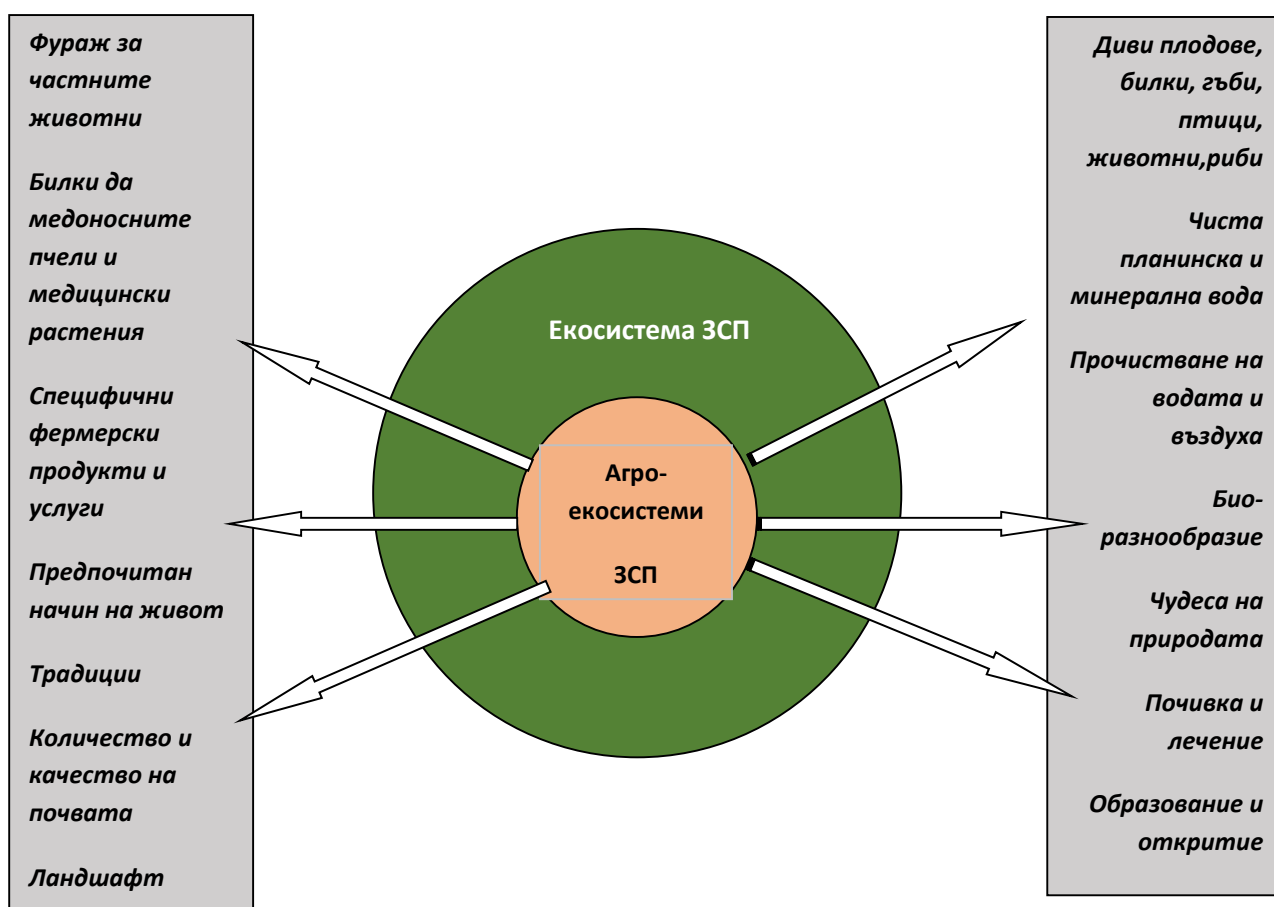 Фураж за
частните
животни
Билки да
медоносните
пчели и
медицински
растения
Специфични
фермерски
продукти и
услуги
Предпочитан
начин на живот
Традиции
Количество и
качество на
почвата
Ландшафт
Екосистема ЗСП
Агро-
екосистеми
ЗСП
Диви плодове,
билки, гъби,
птици,
животни,риби
Чиста
планинска и
минерална вода
Прочистване на
водата и
въздуха
Био-
разнообразие
Чудеса на
природата
Почивка и
лечение
Образование и
откритие